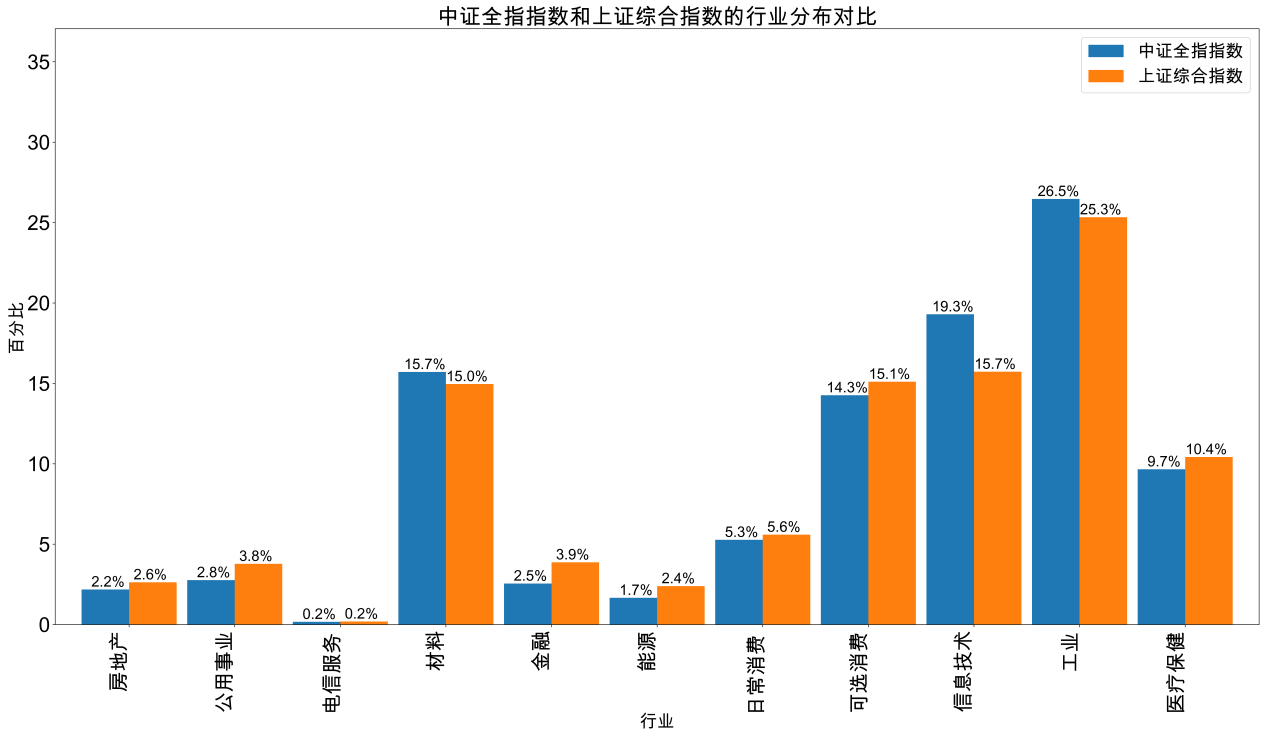 中证全指指数和上证综合指数的行业分布对比
中证全指指数
上证综合指数
百分比
35
30
25
20
15
10
5
0
2.2%
2.6%
2.8%
3.8%
0.2%
0.2%
15.7%
15.0%
2.5%
3.9%
1.7%
2.4%
5.3%
5.6%
14.3%
15.1%
19.3%
15.7%
26.5%
25.3%
9.7%
10.4%
房地产
公用事业
电信服务
材料
金融
能源
日常消费
可选消费
信息技术
工业
医疗保健
行业